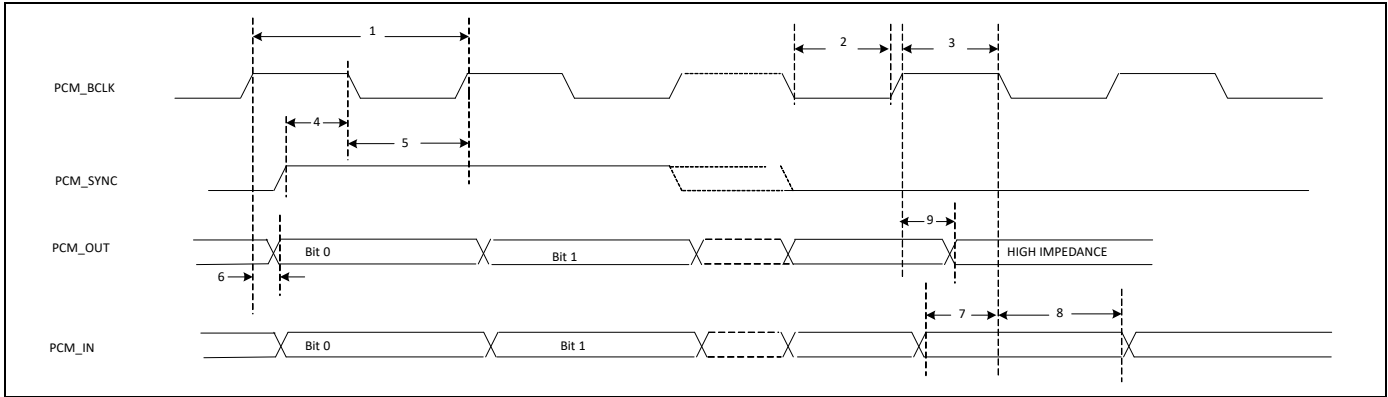 1
2
3
PCM_BCLK
4
5
PCM_SYNC
9
PCM_OUT
Bit 0
Bit 1
HIGH IMPEDANCE
6
7
8
PCM_IN
Bit 0
Bit 1